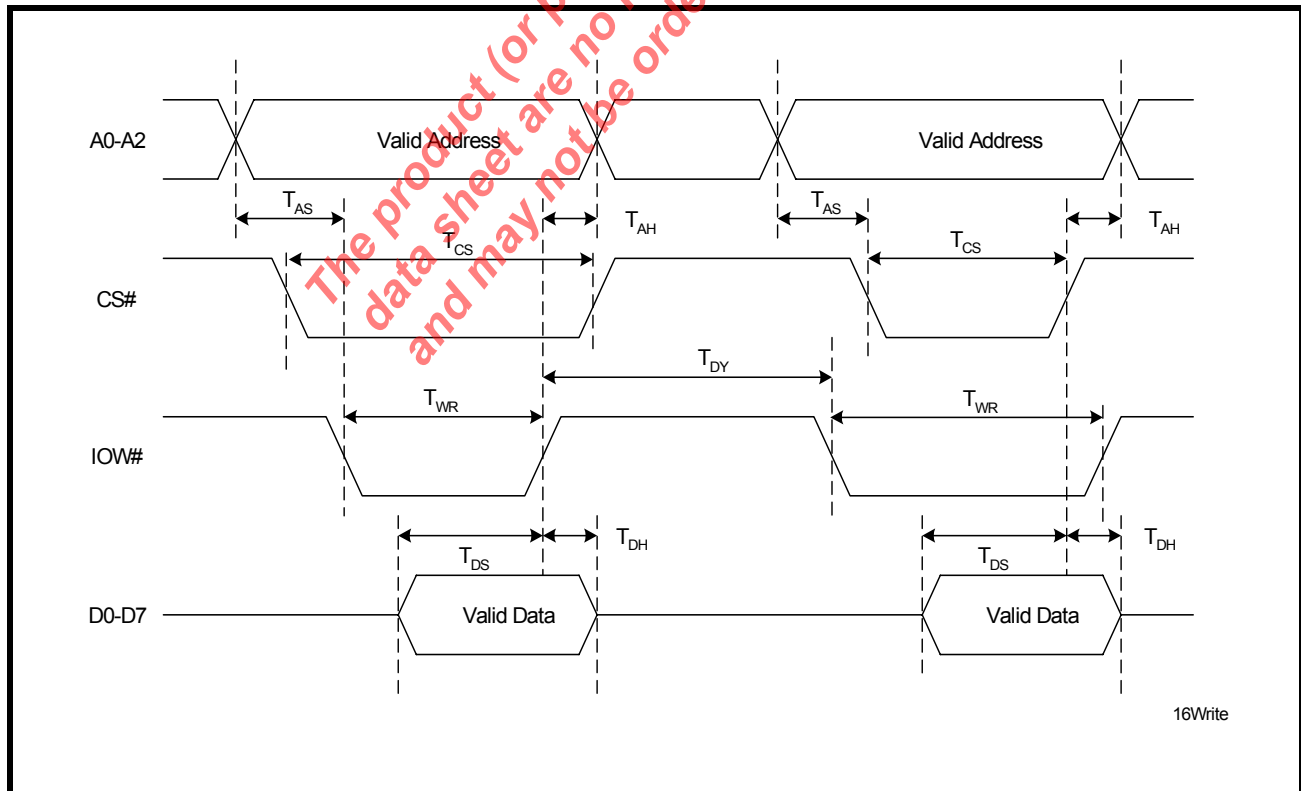 The product (or p
data sheet are no
and may not be orde
A0-A2
Valid Address
Valid Address
TAS
TAH
TAS
TAH
TCS
TCS
CS#
TDY
TWR
TWR
IOW#
TDS
TDH
TDS
TDH
D0-D7
Valid Data
Valid Data
16Write